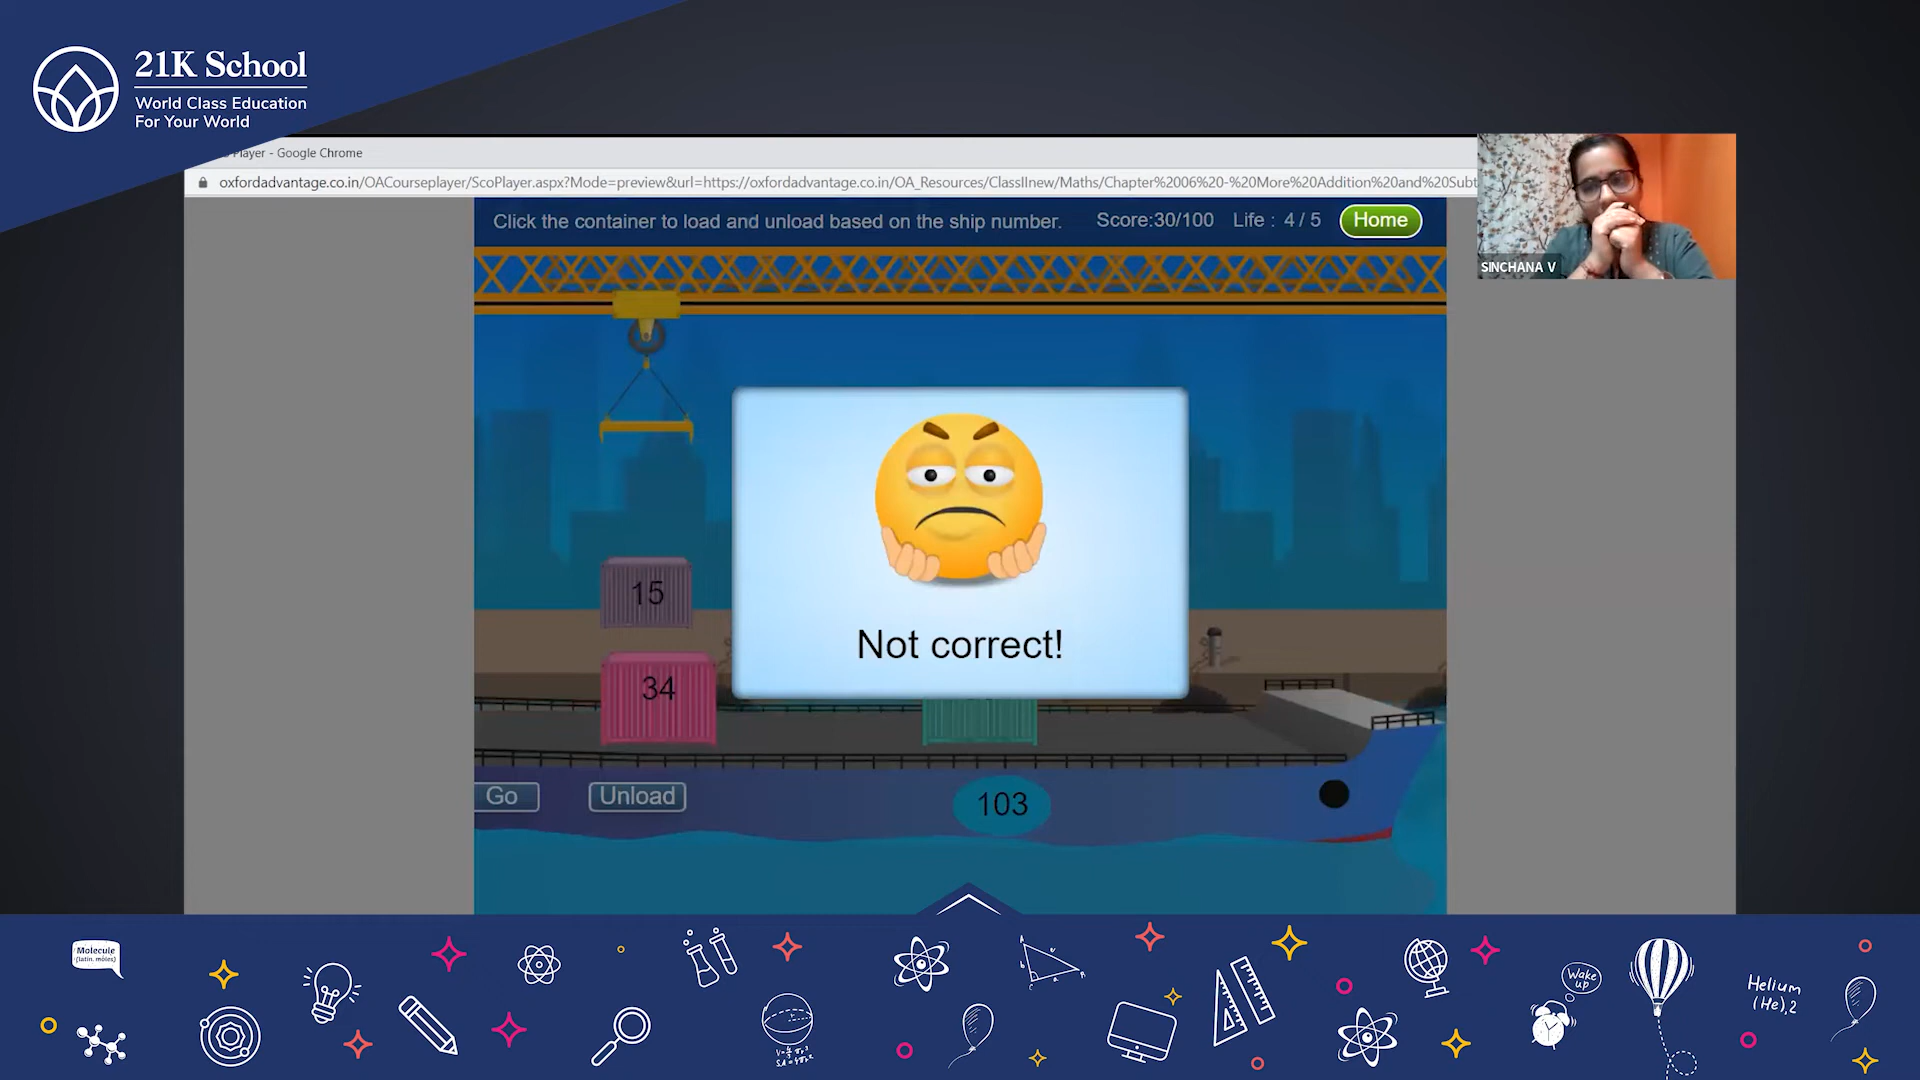 21K School
World Class Education
For Your World
Player - Google Chrome
oxfordadvantage.co.in/OACourseplayer/ScoPlayer.aspx?Mode=preview&url=https://oxfordadvantage.co.in/OA_Resources/ClassIInew/Maths/Chapter%2006%20-%20More%20Addition%20and%20Subt
SINCHANA V
Click the container to load and unload based on the ship number.
Score:30/100
Life : 4 / 5
Home
15
34
Not correct!
Go
Unload
103
Molecule
(latin. móles)
Wake
up
Helium
(He),2